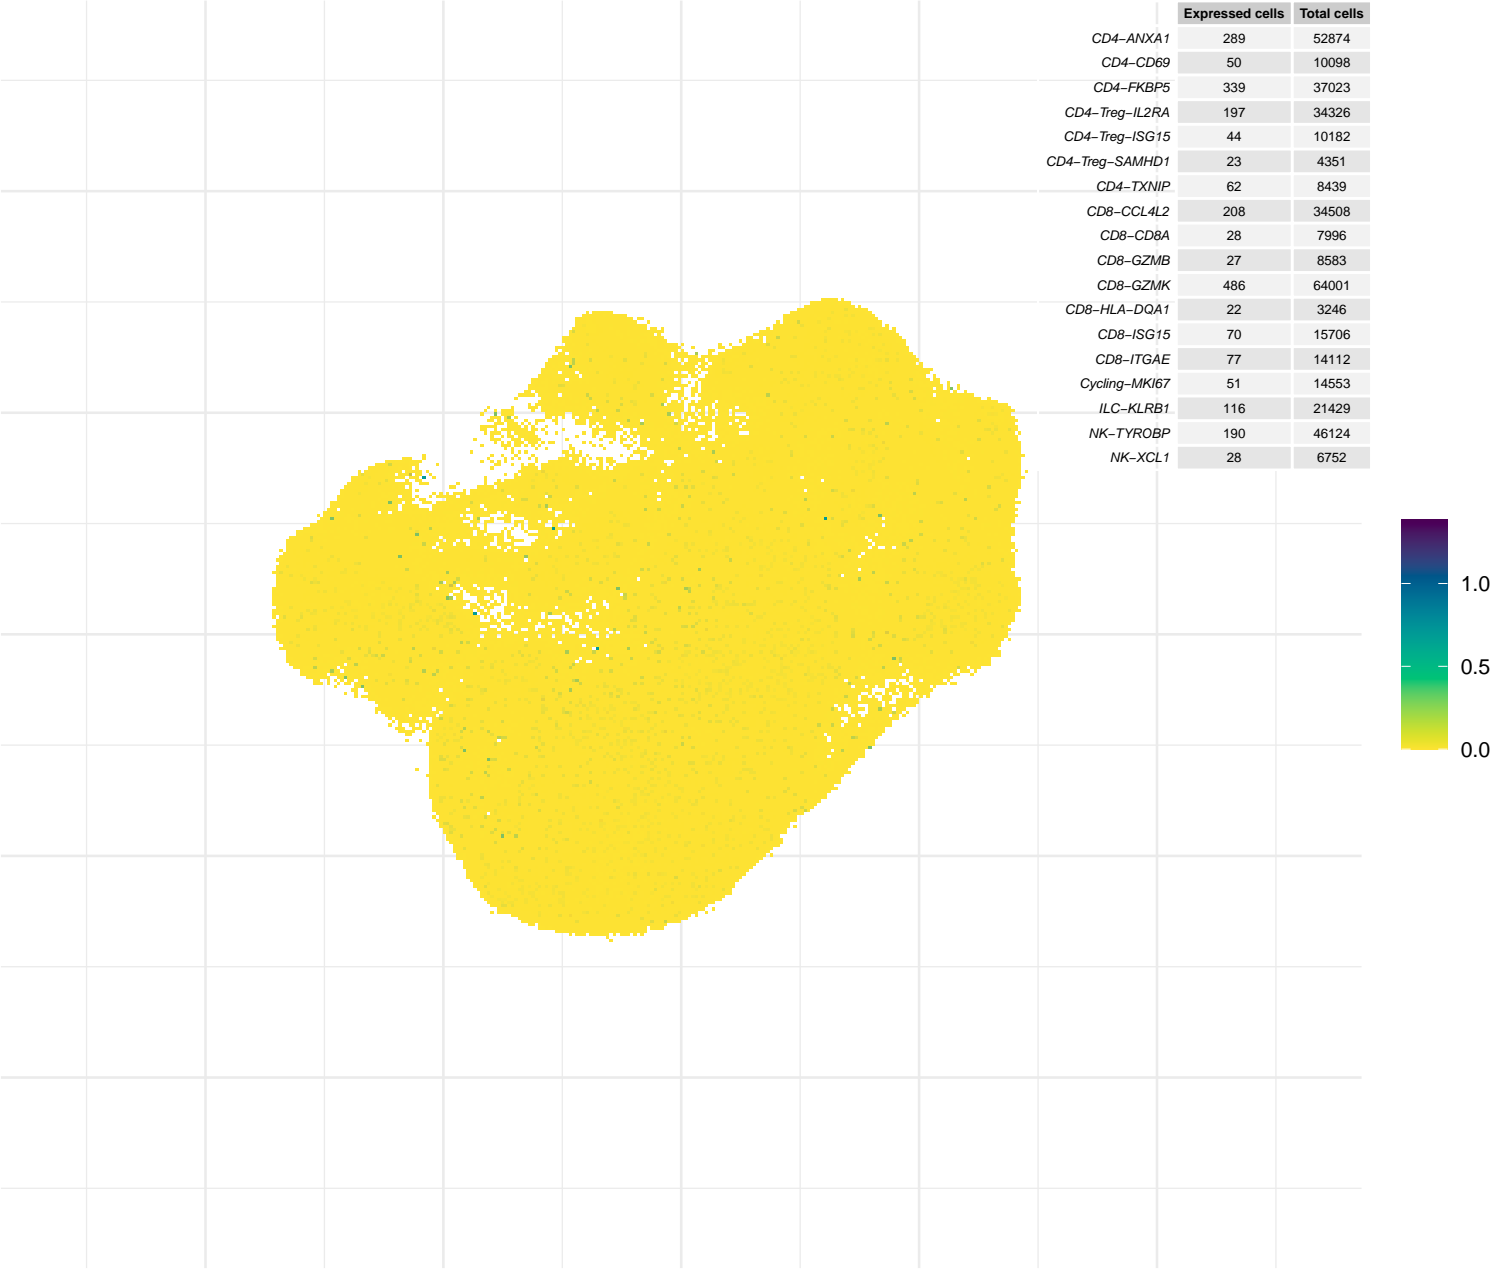 Expressed cells Total cells
CD4−ANXA1 289 52874
CD4−CD69 50 10098
CD4−FKBP5 339 37023
CD4−Treg−IL2RA 197 34326
CD4−Treg−ISG15 44 10182
CD4−Treg−SAMHD1 23 4351
CD4−TXNIP 62 8439
CD8−CCL4L2 208 34508
CD8−CD8A 28 7996
CD8−GZMB 27 8583
CD8−GZMK 486 64001
CD8−HLA−DQA1 22 3246
CD8−ISG15 70 15706
CD8−ITGAE 77 14112
Cycling−MKI67 51 14553
ILC−KLRB1 116 21429
NK−TYROBP 190 46124
NK−XCL1 28 6752
1.0
0.5
0.0